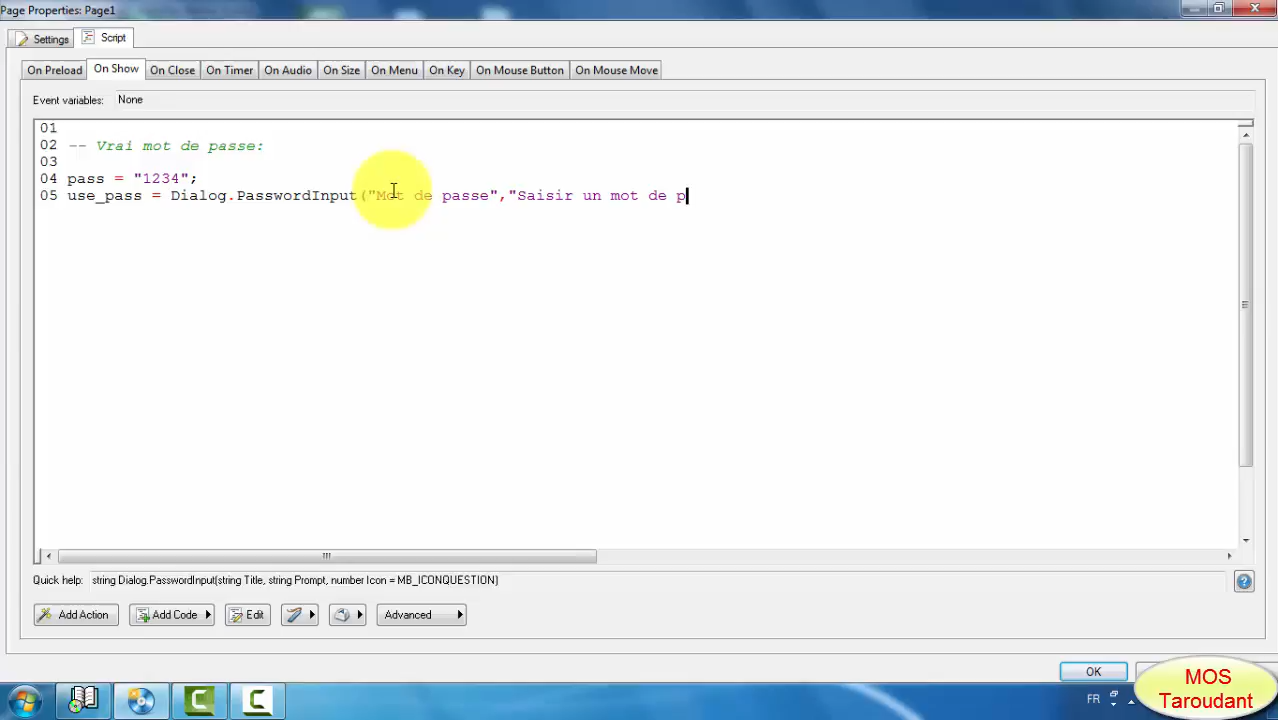 Page Properties: Page1
Settings
Script
On Preload
On Show
On Close
On Timer
On Audio
On Size
On Menu
On Key
On Mouse Button
On Mouse Move
Event variables: None
01
02 -- Vrai mot de passe:
03
04 pass = "1234";
05 use_pass = Dialog.PasswordInput("Mot de passe","Saisir un mot de p
Quick help: string Dialog.PasswordInput(string Title, string Prompt, number Icon = MB_ICONQUESTION)
Add Action
Add Code
Edit
Advanced
OK
FR
MOS
Taroudant